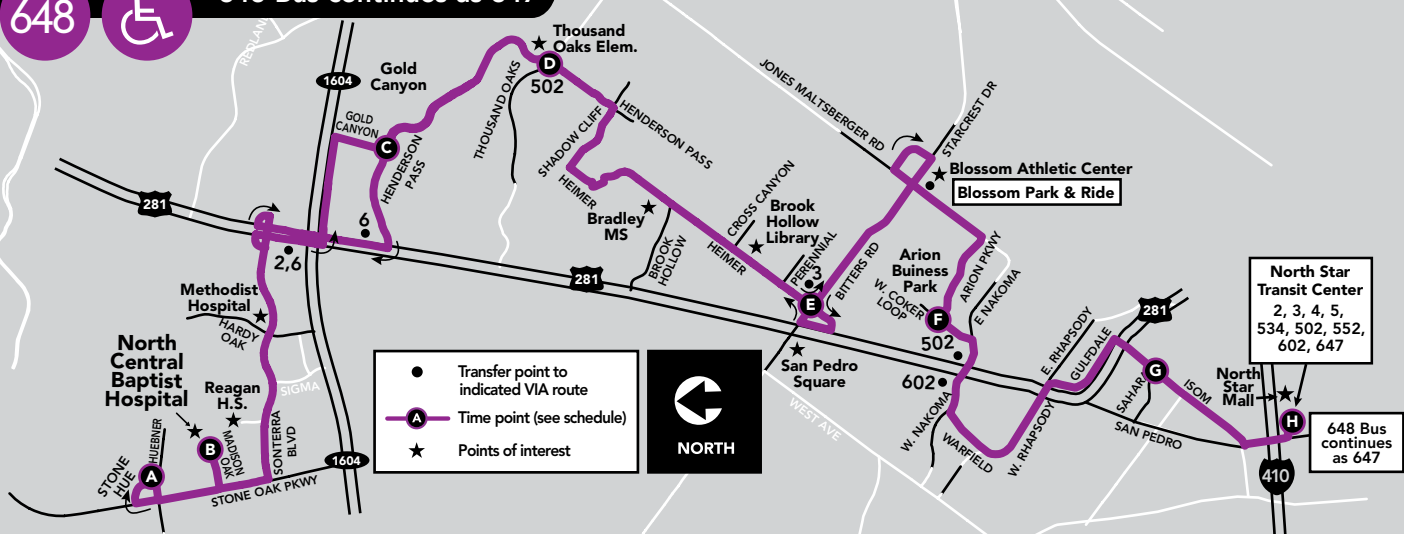 648
648 Bus continues as 647
Thousand
Oaks Elem.
D
502
1604
Gold
Canyon
GOLD
CANYON
C
HENDERSON
PASS
THOUSAND OAKS
SHADOW CLIFF
HENDERSON PASS
HEIMER
JONES MALTSBERGER RD
STARCREST DR
Blossom Athletic Center
Blossom Park & Ride
281
6
2,6
Bradley
MS
BROOK
HOLLOW
CROSS CANYON
HEIMER
Brook
Hollow
Library
PERENNIAL
3
E
BITTERS RD
281
Arion
Buiness
Park
W. COKER
LOOP
F
ARION PKWY
E NAKOMA
502
602
San Pedro
Square
WEST AVE
W. NAKOMA
WARFIELD
W. RHAPSODY
E. RHAPSODY
GULFDALE
281
G
SAHARA
ISOM
SAN PEDRO
North Star
Transit Center
2, 3, 4, 5,
534, 502, 552,
602, 647
North
Star
Mall
H
648 Bus
continues
as 647
410
Methodist
Hospital
HARDY
OAK
North
Central
Baptist
Hospital
Reagan
H.S.
SIGMA
B
MADISON
OAK
SONTERRA
BLVD
HUEBNER
STONE
HUE
A
STONE OAK PKWY
1604
Transfer point to
indicated VIA route
A
Time point (see schedule)
Points of interest
NORTH